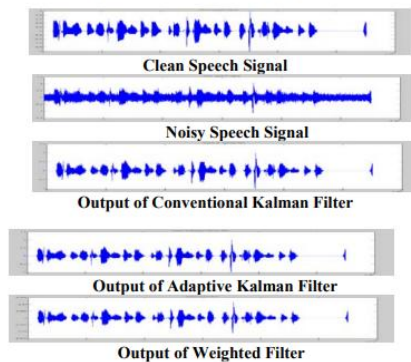 Clean Speech Signal
Noisy Speech Signal
Output of Conventional Kalman Filter
Output of Adaptive Kalman Filter
Output of Weighted Filter